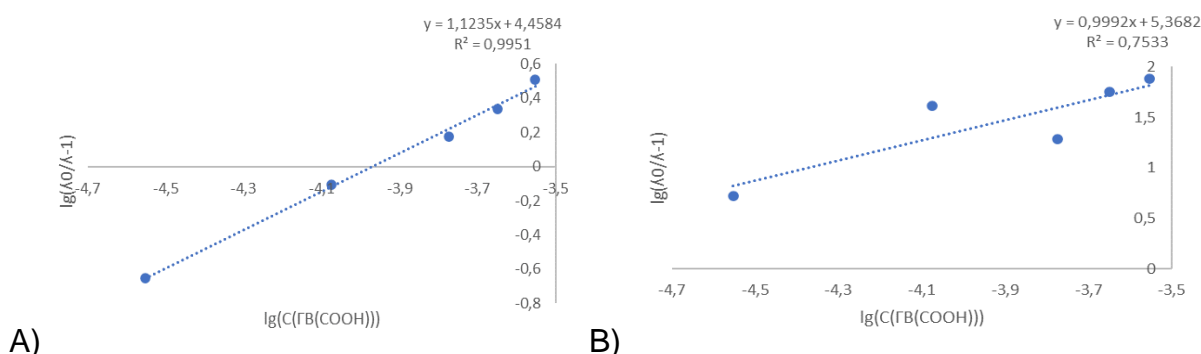 y = 1,1235x + 4,4584
R² = 0,9951
0,6
0,4
0,2
0
-0,2
-0,4
-0,6
-0,8
-4,7
-4,5
-4,3
-4,1
-3,9
-3,7
-3,5
lg(λ0/λ-1)
lg(C(ГВ(COOH)))
A)
y = 0,9992x + 5,3682
R² = 0,7533
2
1,5
1
0,5
0
-4,7
-4,5
-4,3
-4,1
-3,9
-3,7
-3,5
lg(λ0/λ-1)
lg(C(ГВ(COOH)))
B)